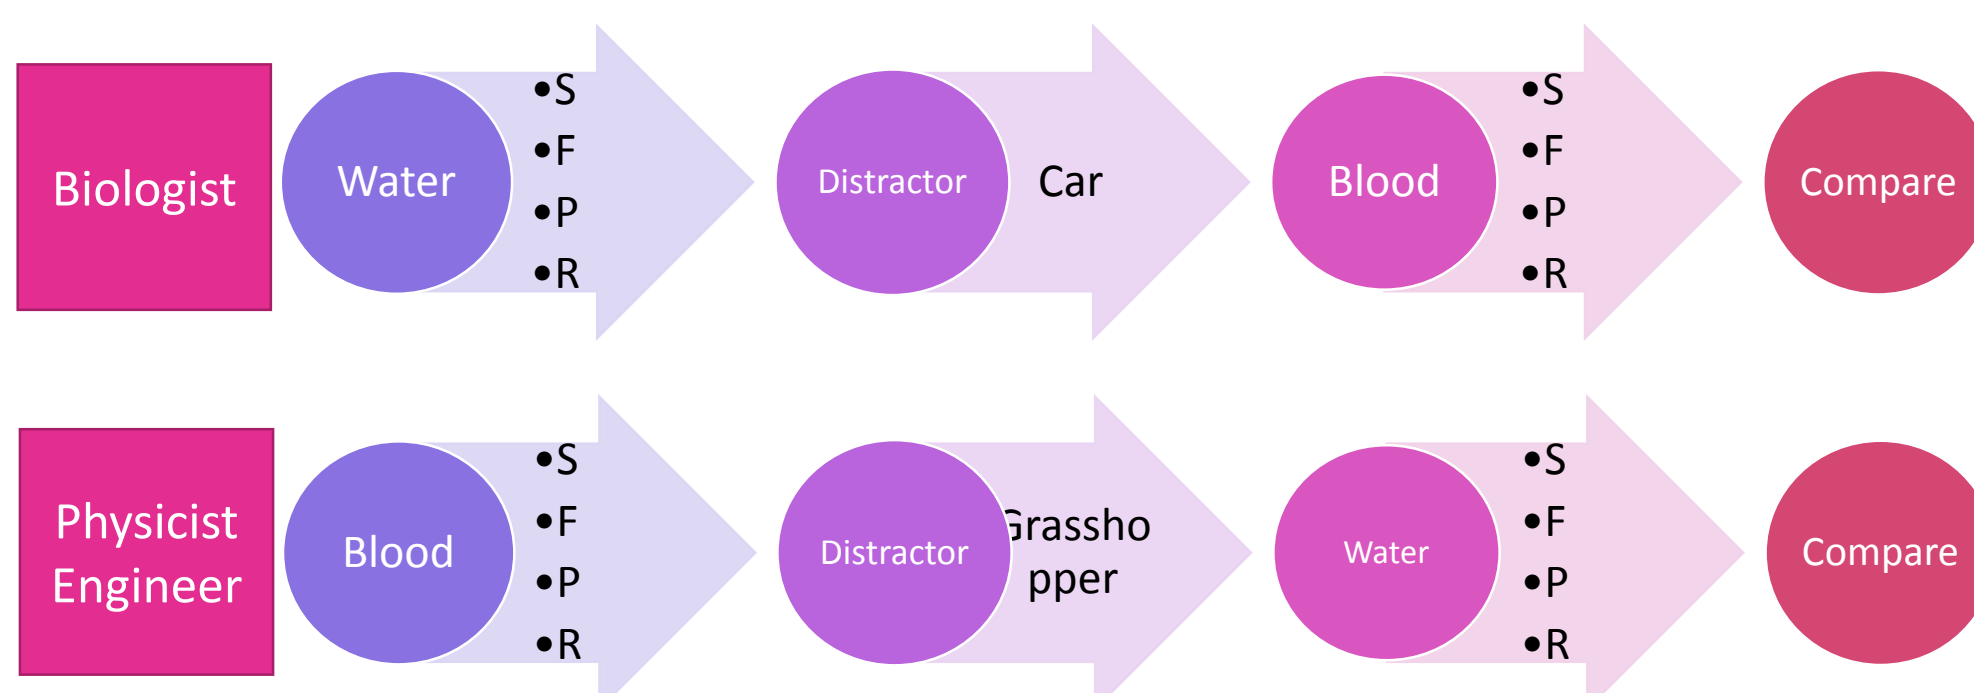 Biologist
Water
•S
•F
•P
•R
Distractor
Car
Blood
•S
•F
•P
•R
Compare
Physicist
Engineer
Blood
•S
•F
•P
•R
Distractor
Grassho
pper
Water
•S
•F
•P
•R
Compare